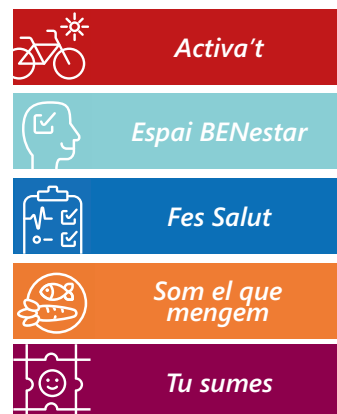 Activa't
Espai BENestar
Fes Salut
Som el que
mengem
Tu sumes